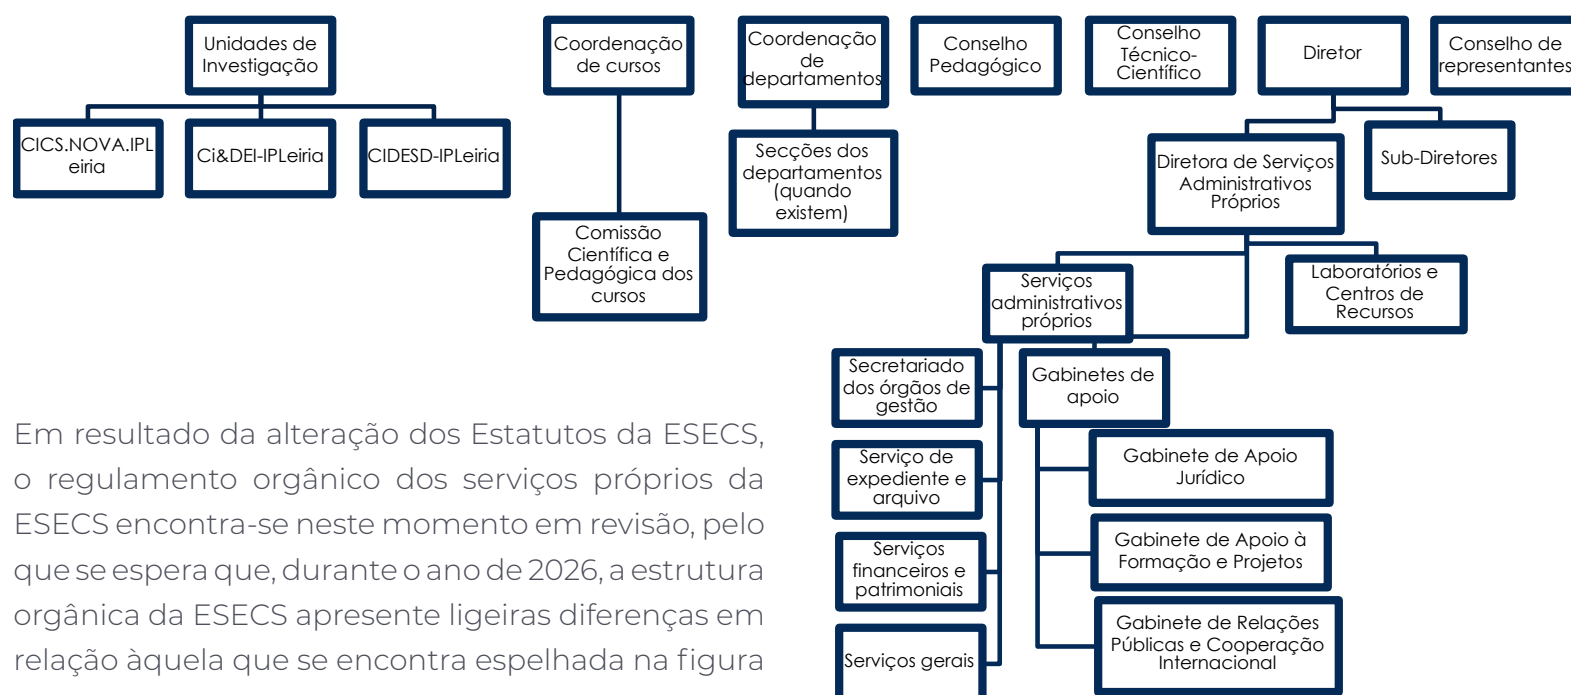 Unidades de
Investigação
Coordenação
de cursos
Coordenação
de
departamentos
Conselho
Pedagógico
Conselho
Técnico-
Científico
Diretor
Conselho de
representantes
CICS.NOVA.IPL
eiria
Ci&DEI-IPLeiria
CIDESD-IPLeiria
Secções dos
departamentos
(quando
existem)
Diretora de Serviços
Administrativos
Próprios
Sub-Diretores
Comissão
Científica e
Pedagógica dos
cursos
Serviços
administrativos
próprios
Laboratórios e
Centros de
Recursos
Secretariado
dos órgãos de
gestão
Gabinetes de
apoio
Serviço de
expediente e
arquivo
Gabinete de Apoio
Jurídico
Serviços
financeiros e
patrimoniais
Gabinete de Apoio à
Formação e Projetos
Serviços gerais
Gabinete de Relações
Públicas e Cooperação
Internacional
Em resultado da alteração dos Estatutos da ESECS,
o regulamento orgânico dos serviços próprios da
ESECS encontra-se neste momento em revisão, pelo
que se espera que, durante o ano de 2026, a estrutura
orgânica da ESECS apresente ligeiras diferenças em
relação àquela que se encontra espelhada na figura